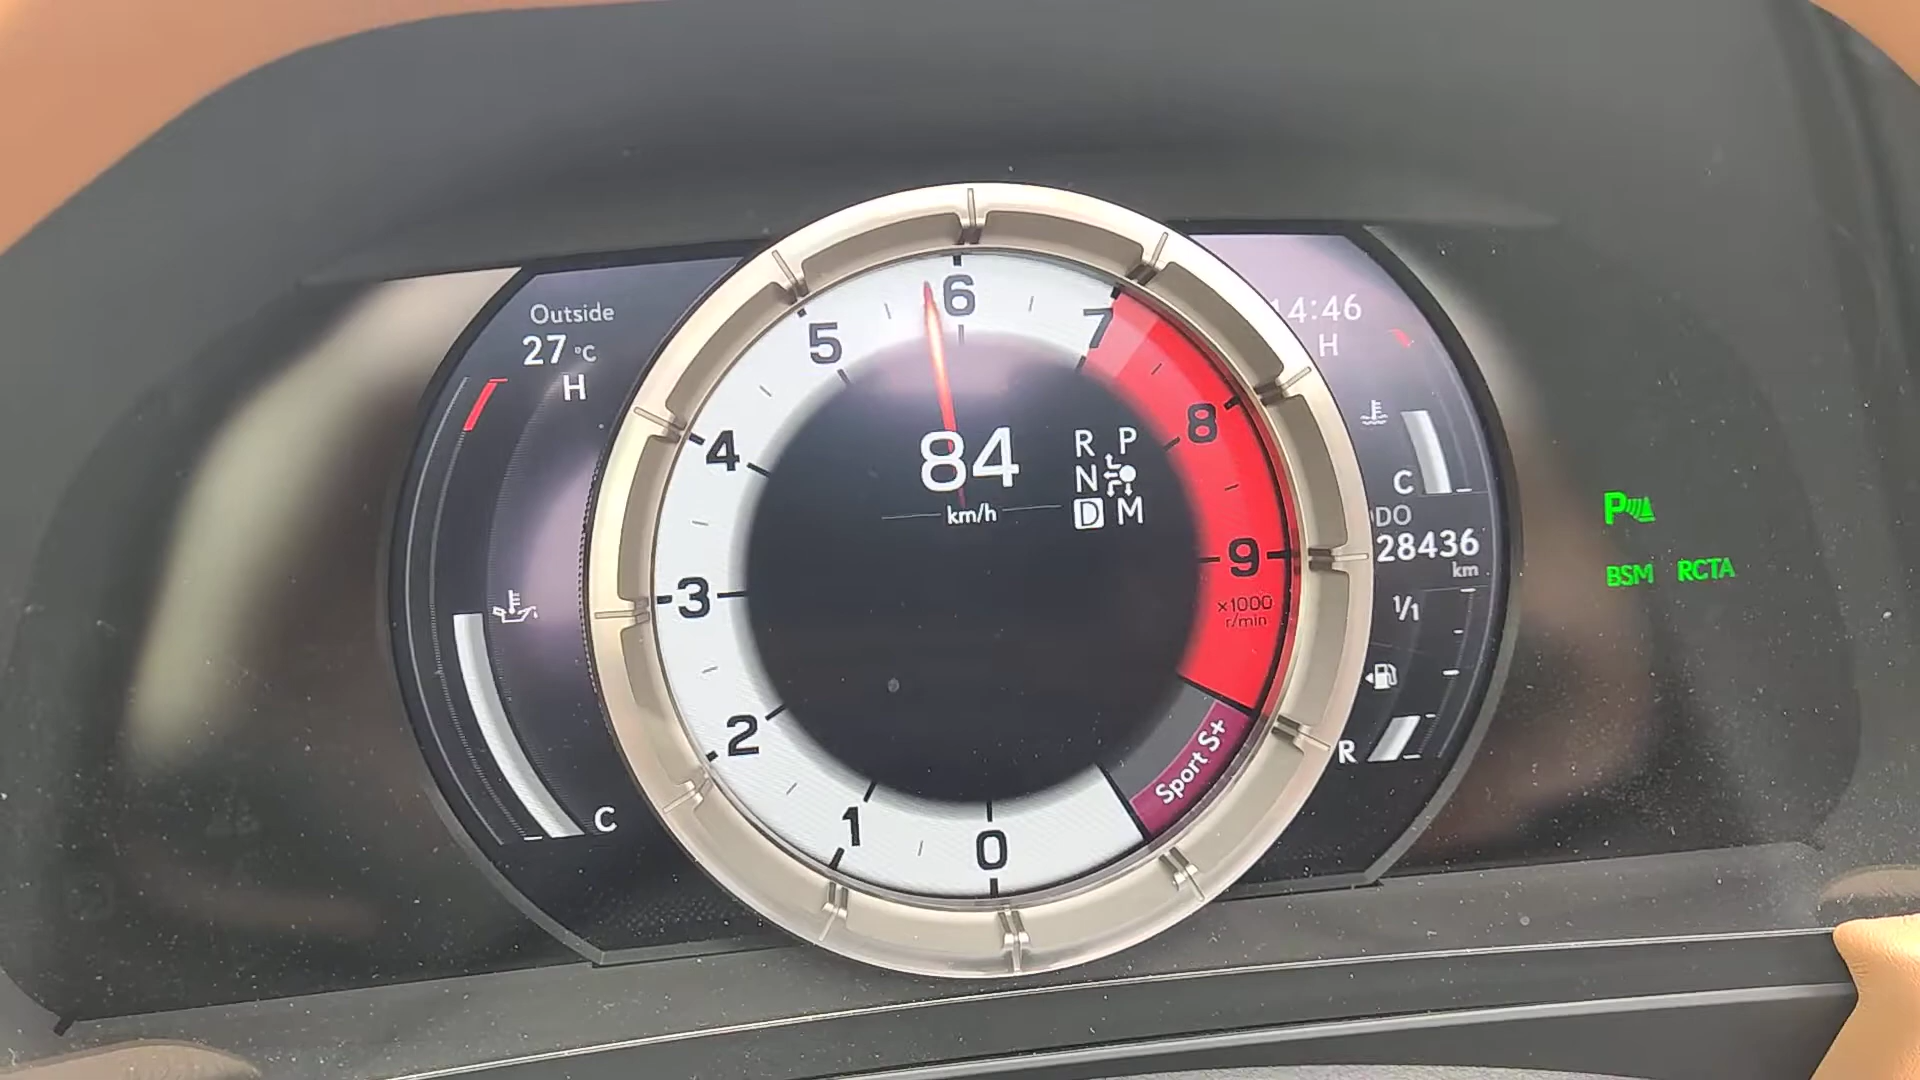 Outside
27 °C
H
C
0
1
2
3
4
5
6
7
8
9
×1000
r/min
Sport S+
84
km/h
R P
N
D M
14:46
H
C
ODO
28436
km
1/1
R
P
BSM RCTA